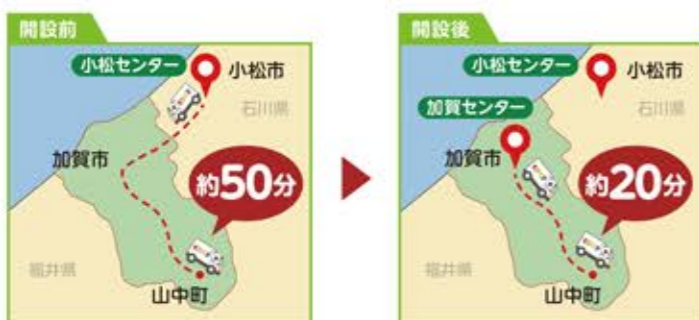 開設前
小松センター
小松市
石川県
加賀市
約50分
福井県
山中町
開設後
小松センター
小松市
加賀センター
石川県
加賀市
約20分
福井県
山中町